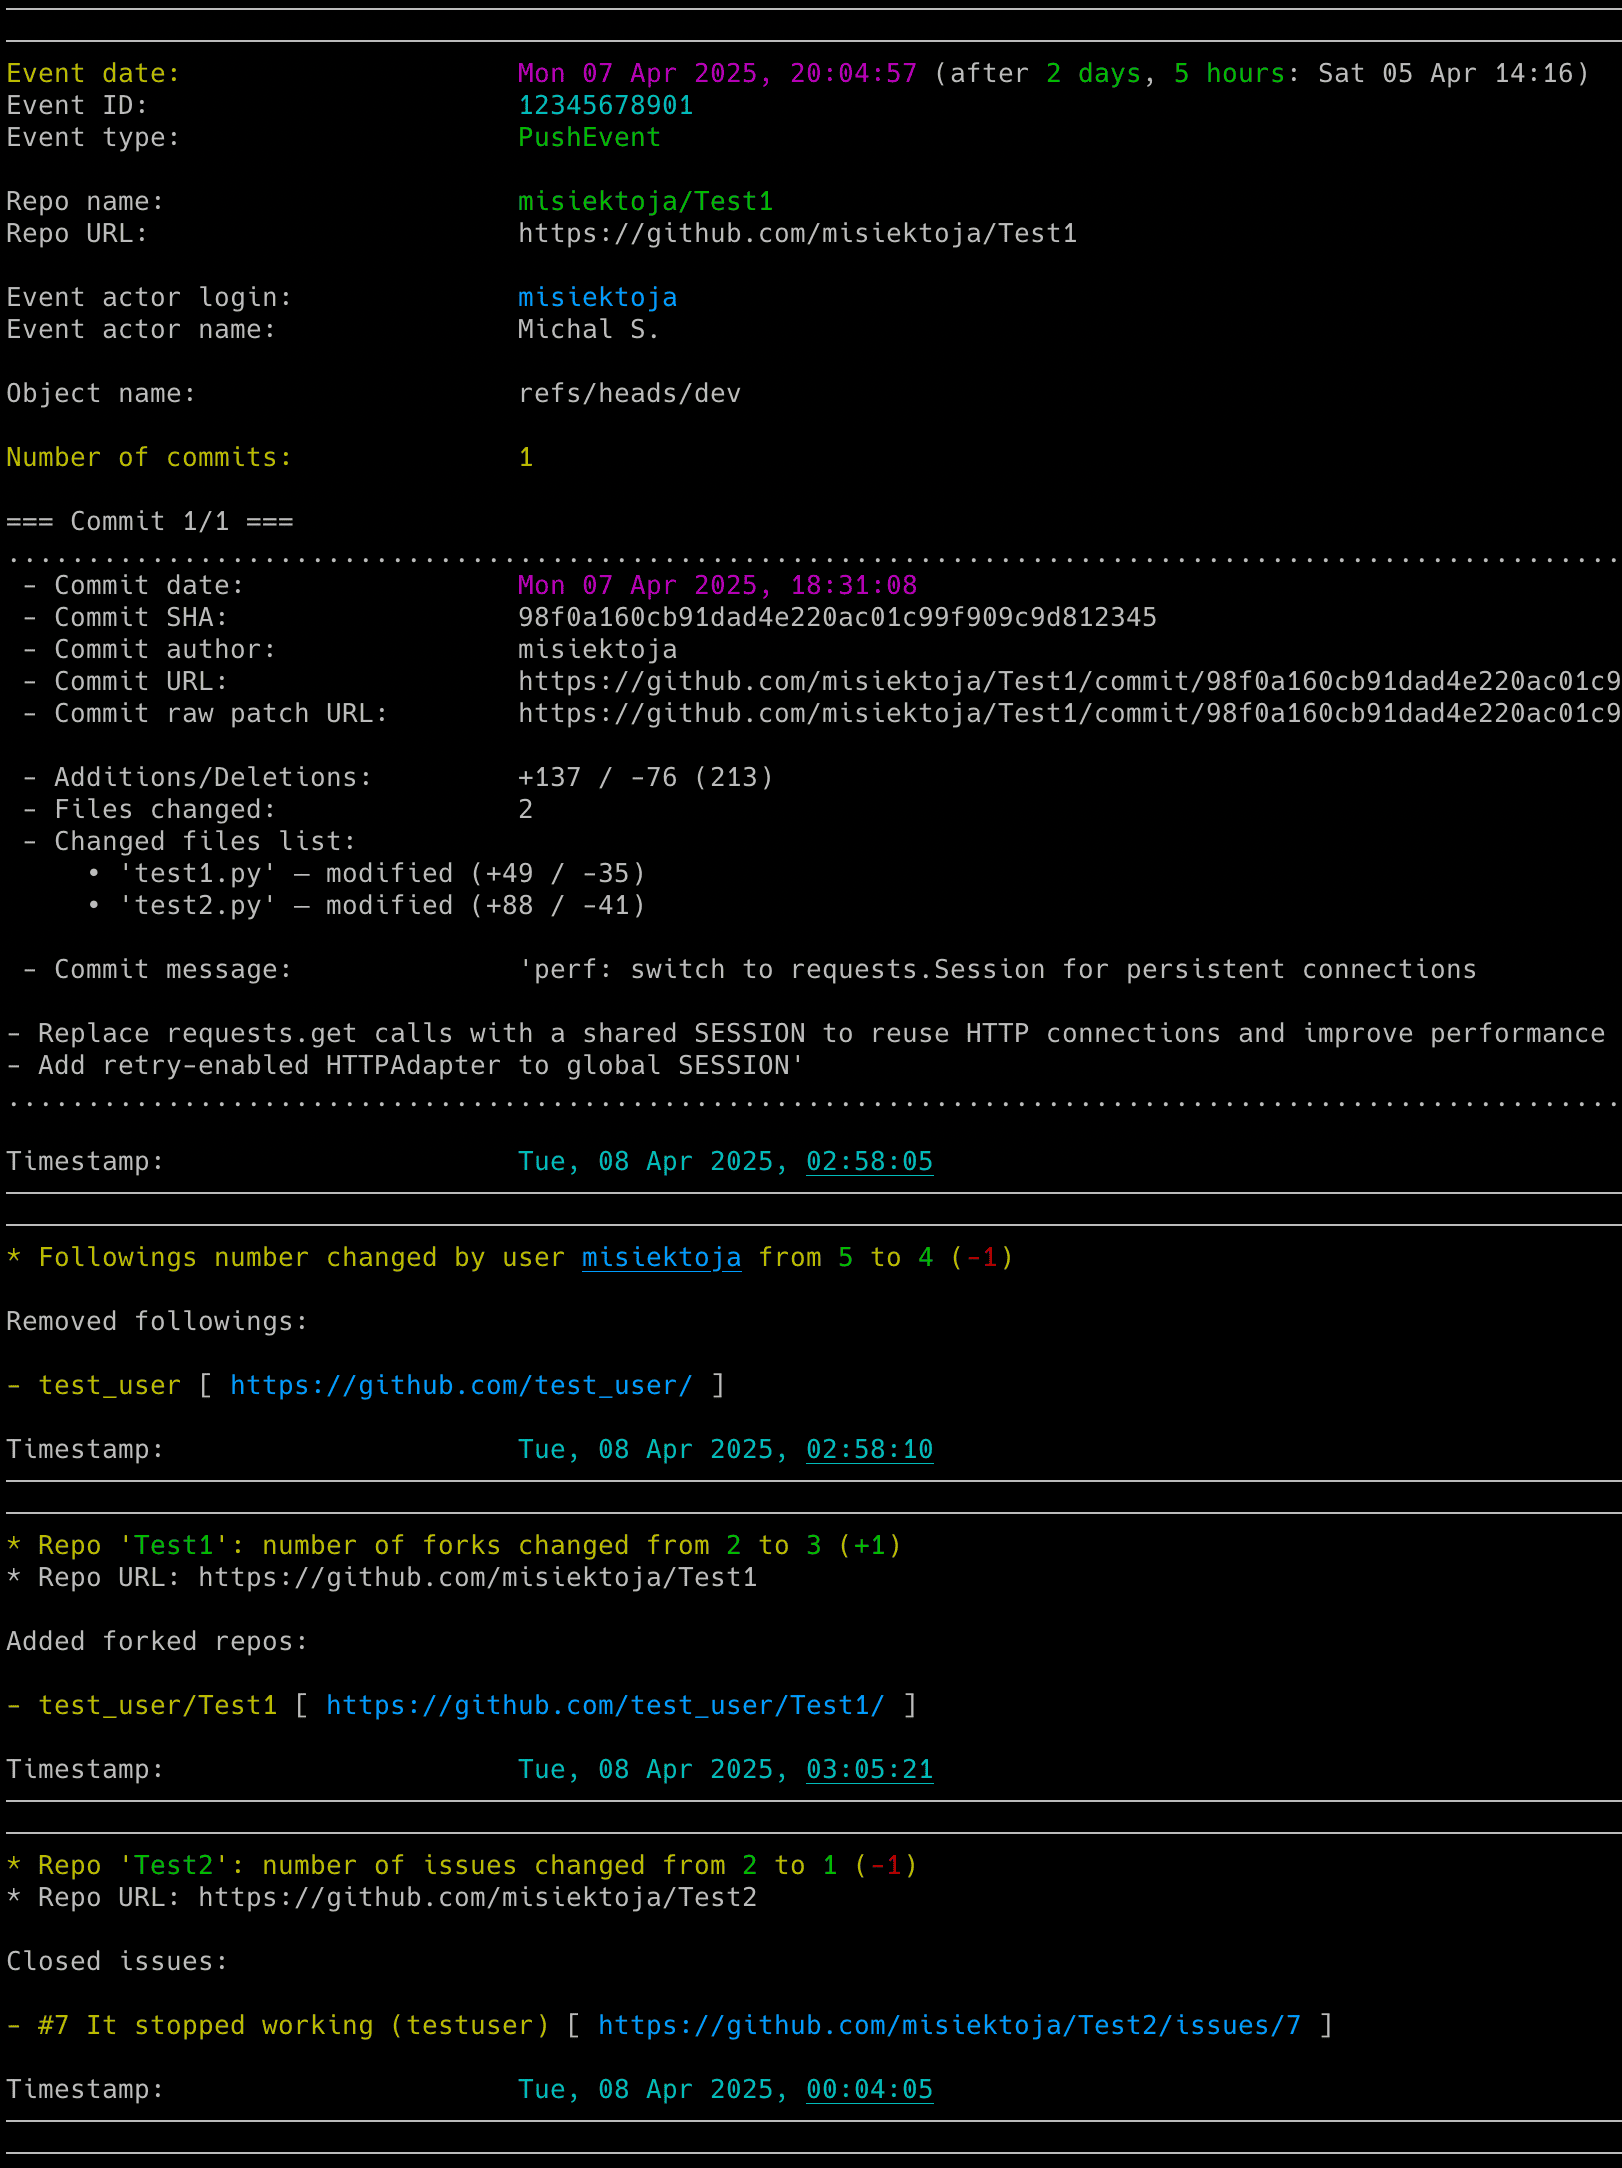 Event date: Mon 07 Apr 2025, 20:04:57 (after 2 days, 5 hours: Sat 05 Apr 14:16)
Event ID: 12345678901
Event type: PushEvent
Repo name: misiektoja/Test1
Repo URL: https://github.com/misiektoja/Test1
Event actor login: misiektoja
Event actor name: Michal S.
Object name: refs/heads/dev
Number of commits: 1
=== Commit 1/1 ===
.....................................................................................................
- Commit date: Mon 07 Apr 2025, 18:31:08
- Commit SHA: 98f0a160cb91dad4e220ac01c99f909c9d812345
- Commit author: misiektoja
- Commit URL: https://github.com/misiektoja/Test1/commit/98f0a160cb91dad4e220ac01c9
- Commit raw patch URL: https://github.com/misiektoja/Test1/commit/98f0a160cb91dad4e220ac01c9
- Additions/Deletions: +137 / -76 (213)
- Files changed: 2
- Changed files list:
• 'test1.py' — modified (+49 / -35)
• 'test2.py' — modified (+88 / -41)
- Commit message: 'perf: switch to requests.Session for persistent connections
- Replace requests.get calls with a shared SESSION to reuse HTTP connections and improve performance
- Add retry-enabled HTTPAdapter to global SESSION'
.....................................................................................................
Timestamp: Tue, 08 Apr 2025, 02:58:05
* Followings number changed by user misiektoja from 5 to 4 (-1)
Removed followings:
- test_user [ https://github.com/test_user/ ]
Timestamp: Tue, 08 Apr 2025, 02:58:10
* Repo 'Test1': number of forks changed from 2 to 3 (+1)
* Repo URL: https://github.com/misiektoja/Test1
Added forked repos:
- test_user/Test1 [ https://github.com/test_user/Test1/ ]
Timestamp: Tue, 08 Apr 2025, 03:05:21
* Repo 'Test2': number of issues changed from 2 to 1 (-1)
* Repo URL: https://github.com/misiektoja/Test2
Closed issues:
- #7 It stopped working (testuser) [ https://github.com/misiektoja/Test2/issues/7 ]
Timestamp: Tue, 08 Apr 2025, 00:04:05